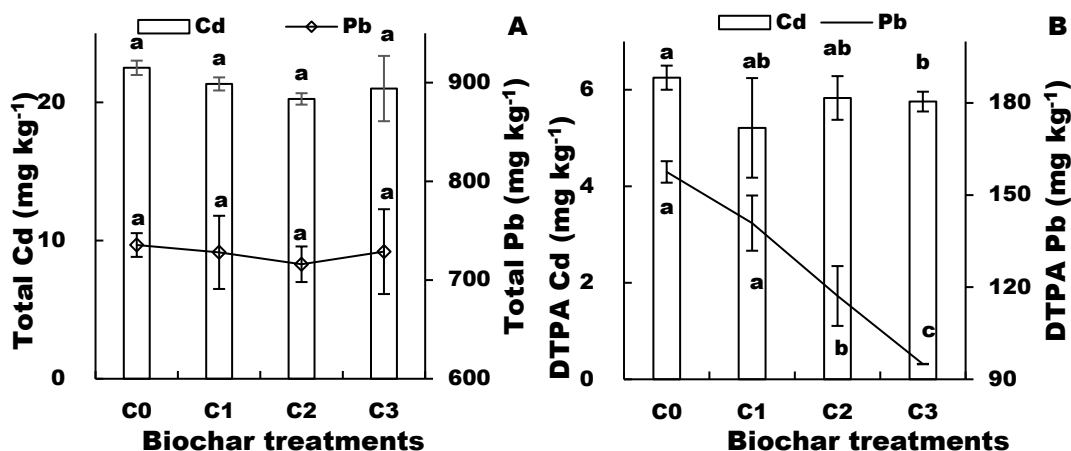 Cd Pb A
Total Cd (mg kg-1)
20
10
0
a a a a
a a a a
900
800
700
600
Total Pb (mg kg-1)
C0 C1 C2 C3
Biochar treatments
Cd Pb B
DTPA Cd (mg kg-1)
6
4
2
0
a ab ab b
a a b c
180
150
120
90
DTPA Pb (mg kg-1)
C0 C1 C2 C3
Biochar treatments